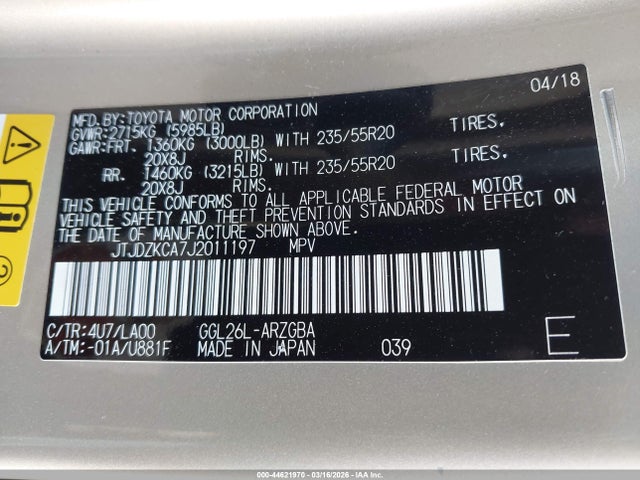 04/18
MFD. BY:TOYOTA MOTOR CORPORATION
GVWR:2715KG (5985LB)
GAWR:FRT. 1360KG (3000LB) WITH 235/55R20 TIRES.
20X8J RIMS.
RR. 1460KG (3215LB) WITH 235/55R20 TIRES.
20X8J RIMS.
THIS VEHICLE CONFORMS TO ALL APPLICABLE FEDERAL MOTOR
VEHICLE SAFETY AND THEFT PREVENTION STANDARDS IN EFFECT ON
THE DATE OF MANUFACTURE SHOWN ABOVE.
JTJDZKCA7J2011197 MPV
C/TR:4U7/LA00 GGL26L-ARZGBA
A/TM:-01A/U881F MADE IN JAPAN 039 E
2
000-44621970 - 03/16/2026 - IAA Inc.